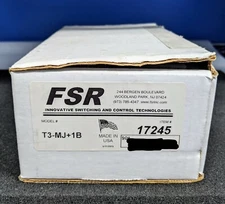 FSR
244 BERGEN BOULEVARD
WOODLAND PARK, NJ 07424
INNOVATIVE SWITCHING AND CONTROL TECHNOLOGIES
MODEL#
T3-MJ+1B
MADE IN
USA
ITEM#
17245